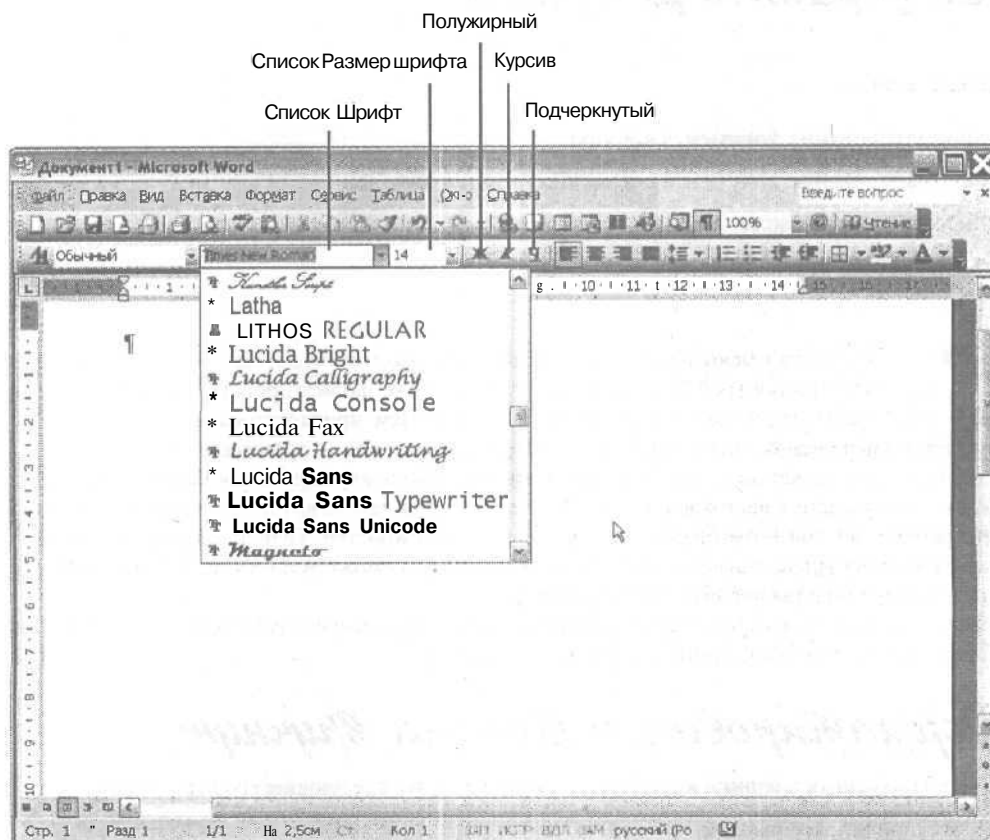 Полужирный
Список Размер шрифта
Курсив
Список Шрифт
Подчеркнутый
Документ1 - Microsoft Word
Файл Правка Вид Вставка Формат Сервис Таблица Окно Справка
Введите вопрос
100%
Чтение
Обычный
Times New Roman
14
Ж К Ч
Kunstler Script
Latha
LITHOS REGULAR
Lucida Bright
Lucida Calligraphy
Lucida Console
Lucida Fax
Lucida Handwriting
Lucida Sans
Lucida Sans Typewriter
Lucida Sans Unicode
Magneto
Стр. 1 " Разд 1 1/1 На 2,5см Ст Кол 1 ЗАП ИСПР ВДЛ ЗАМ русский (Ро